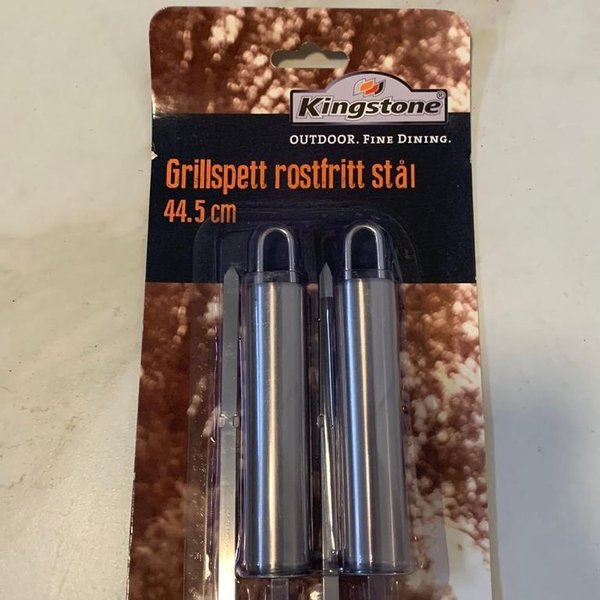 Kingstone®
OUTDOOR. FINE DINING.
Grillspett rostfritt stål
44.5 cm